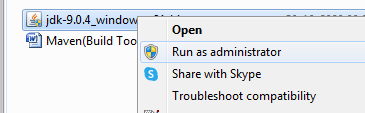 jdk-9.0.4_window
Open
Maven(Build Too
Run as administrator
Share with Skype
Troubleshoot compatibility